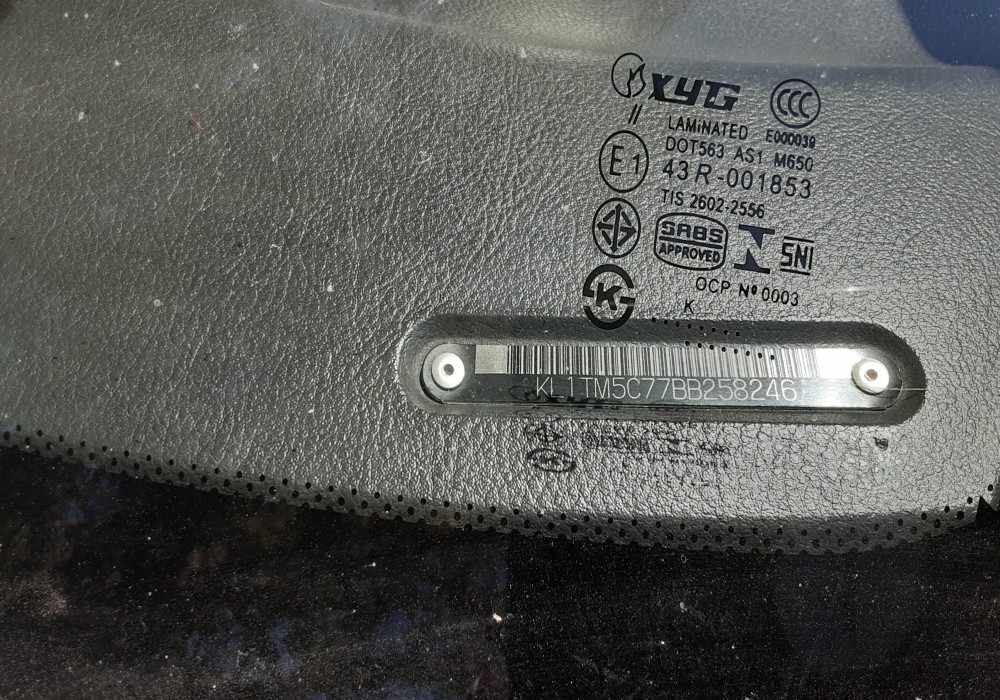 XYG
CCC
//
LAMiNATED E000039
DOT563 AS1 M650
E1
43R-001853
TIS 2602-2556
SABS
APPROVED
SNI
OCP Nº 0003
K
K
KL1TM5C77BB258246